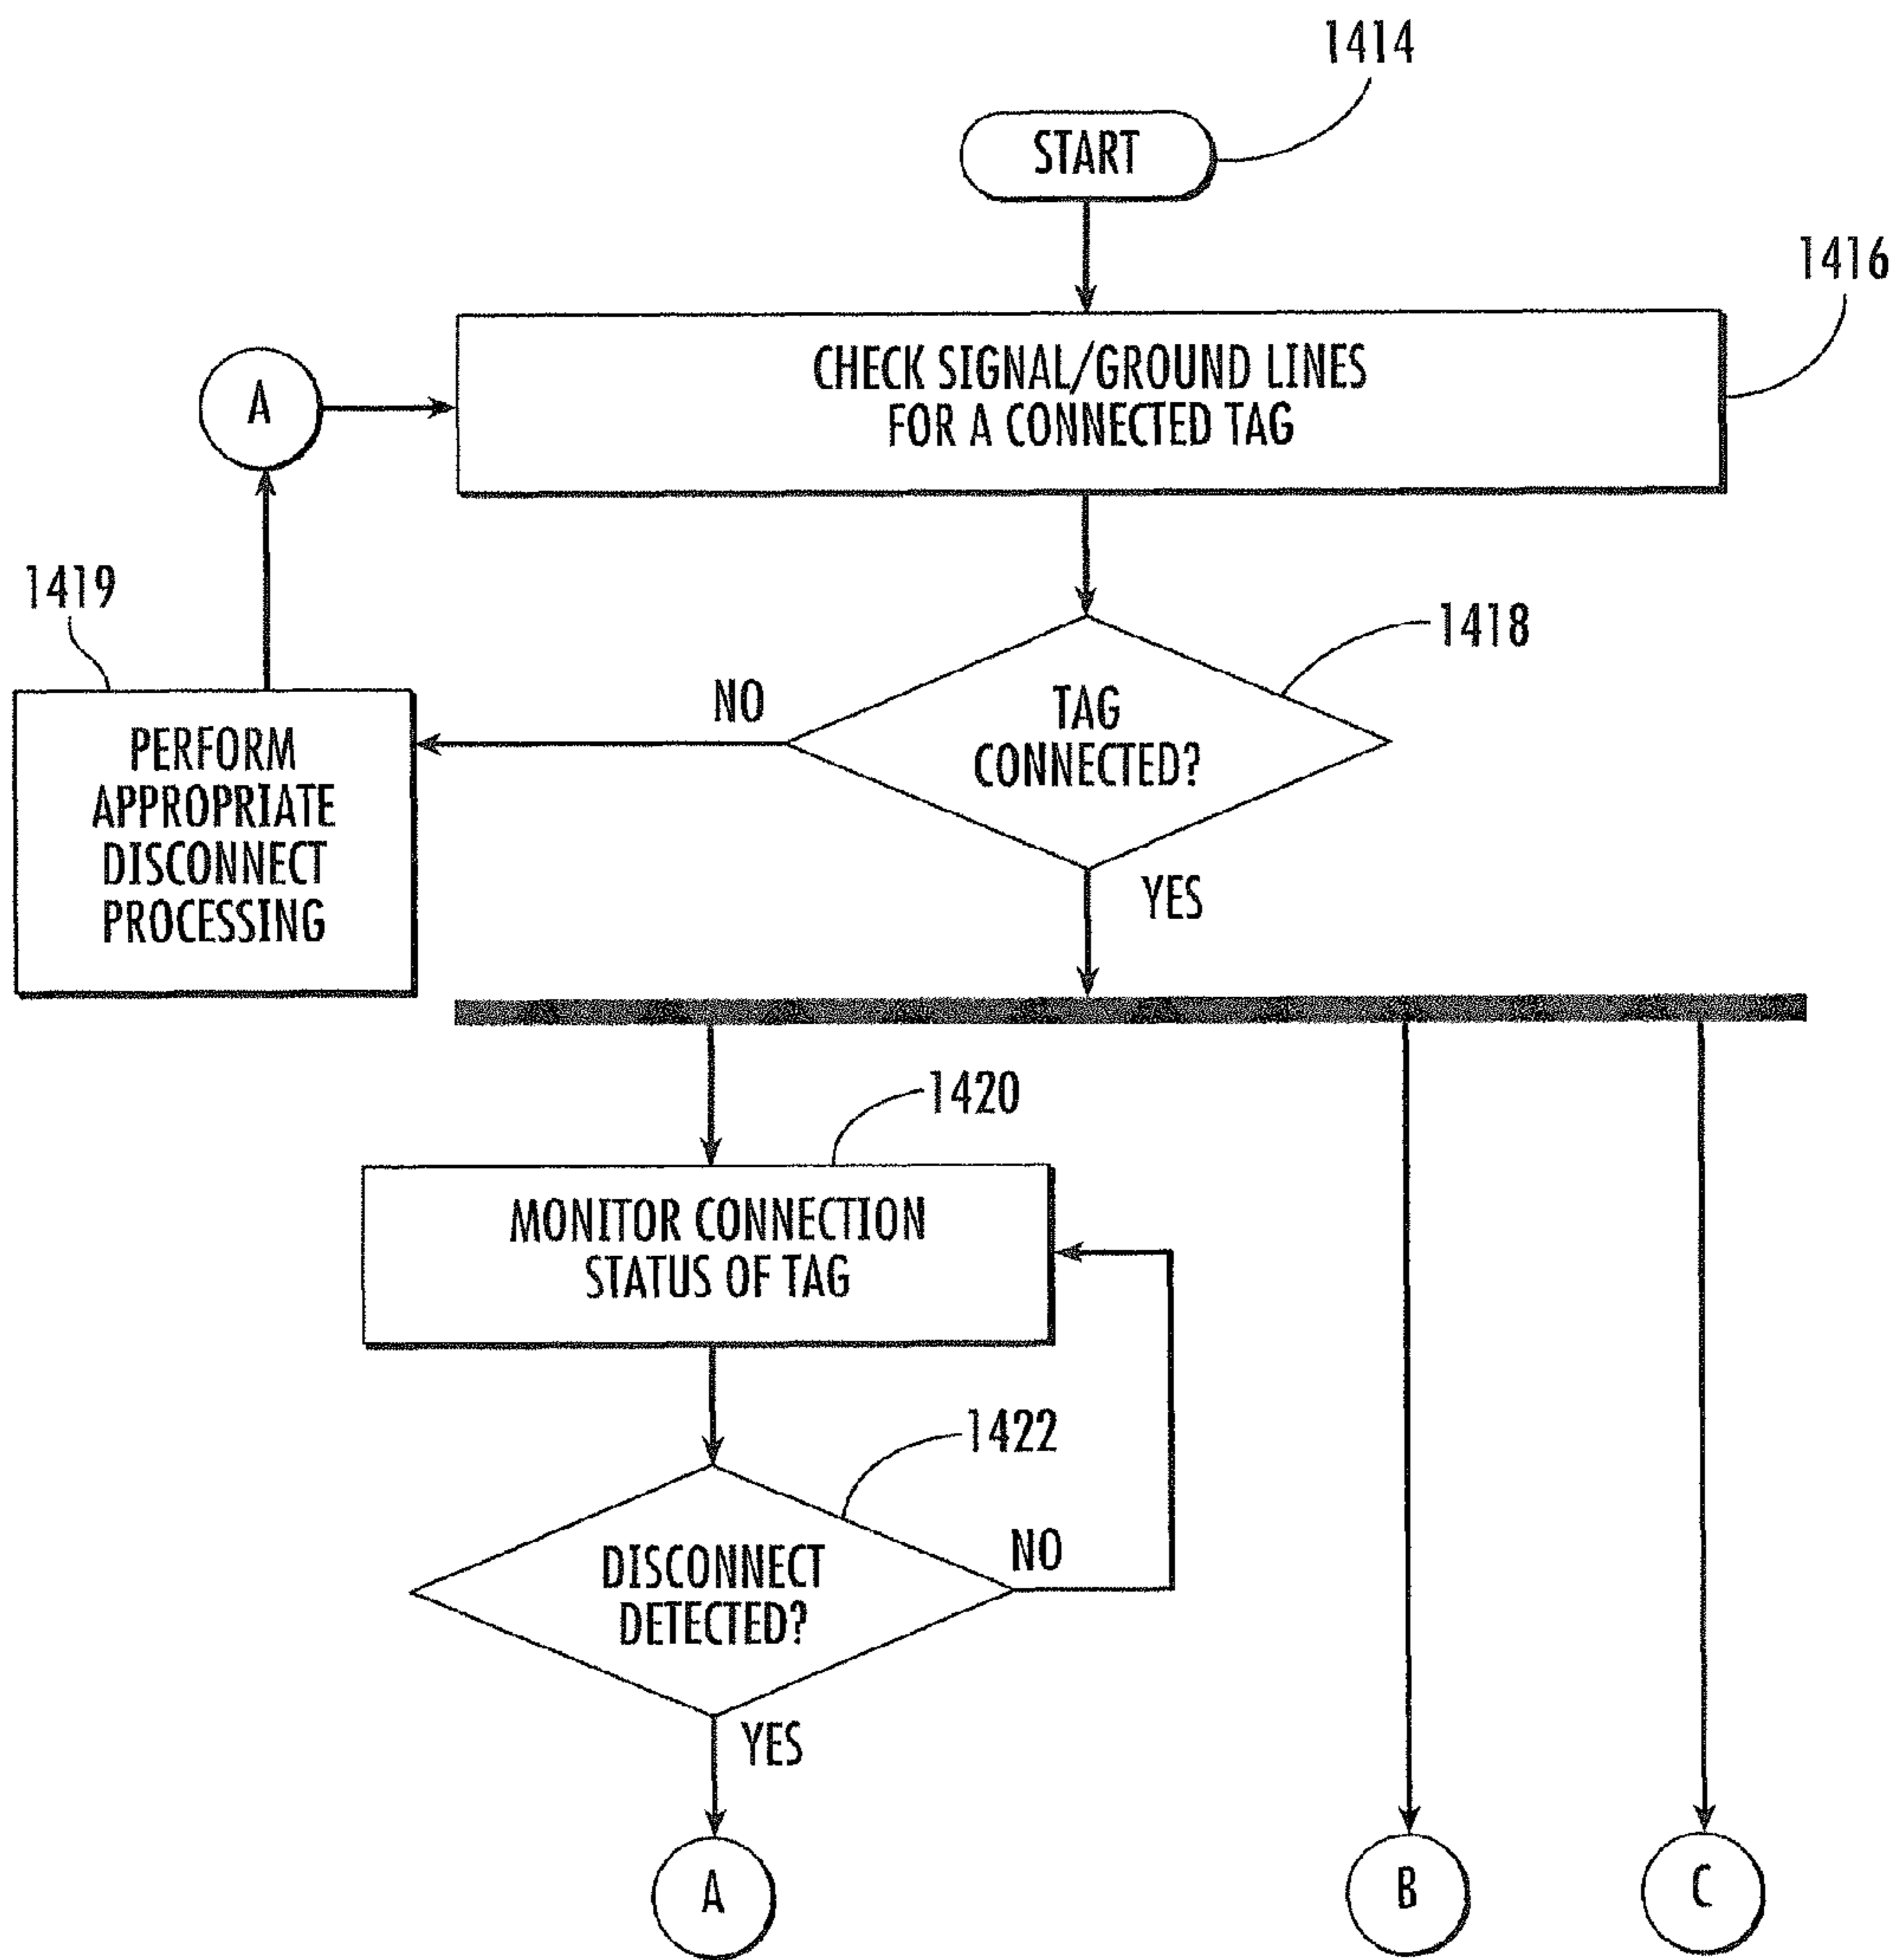 1414
START
1416
CHECK SIGNAL/GROUND LINES
FOR A CONNECTED TAG
A
1419
1418
NO
TAG
CONNECTED?
PERFORM
APPROPRIATE
DISCONNECT
PROCESSING
YES
1420
MONITOR CONNECTION
STATUS OF TAG
1422
NO
DISCONNECT
DETECTED?
YES
A
B
C